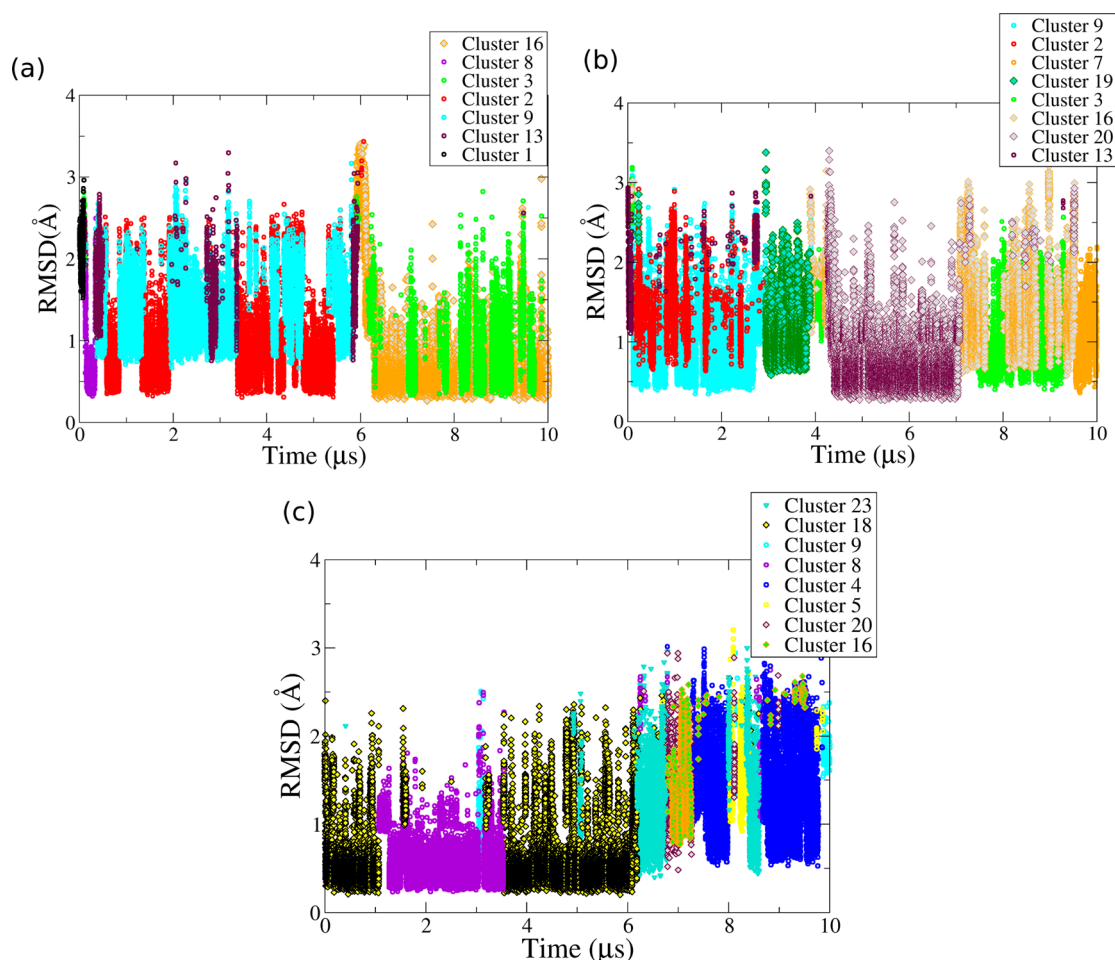 (a)
Cluster 16
Cluster 8
Cluster 3
Cluster 2
Cluster 9
Cluster 13
Cluster 1
4
3
2
1
0
RMSD(Å)
0 2 4 6 8 10
Time (μs)
(b)
Cluster 9
Cluster 2
Cluster 7
Cluster 19
Cluster 3
Cluster 16
Cluster 20
Cluster 13
4
3
2
1
0
RMSD (Å)
0 2 4 6 8 10
Time (μs)
(c)
Cluster 23
Cluster 18
Cluster 9
Cluster 8
Cluster 4
Cluster 5
Cluster 20
Cluster 16
4
3
2
1
0
RMSD (Å)
0 2 4 6 8 10
Time (μs)